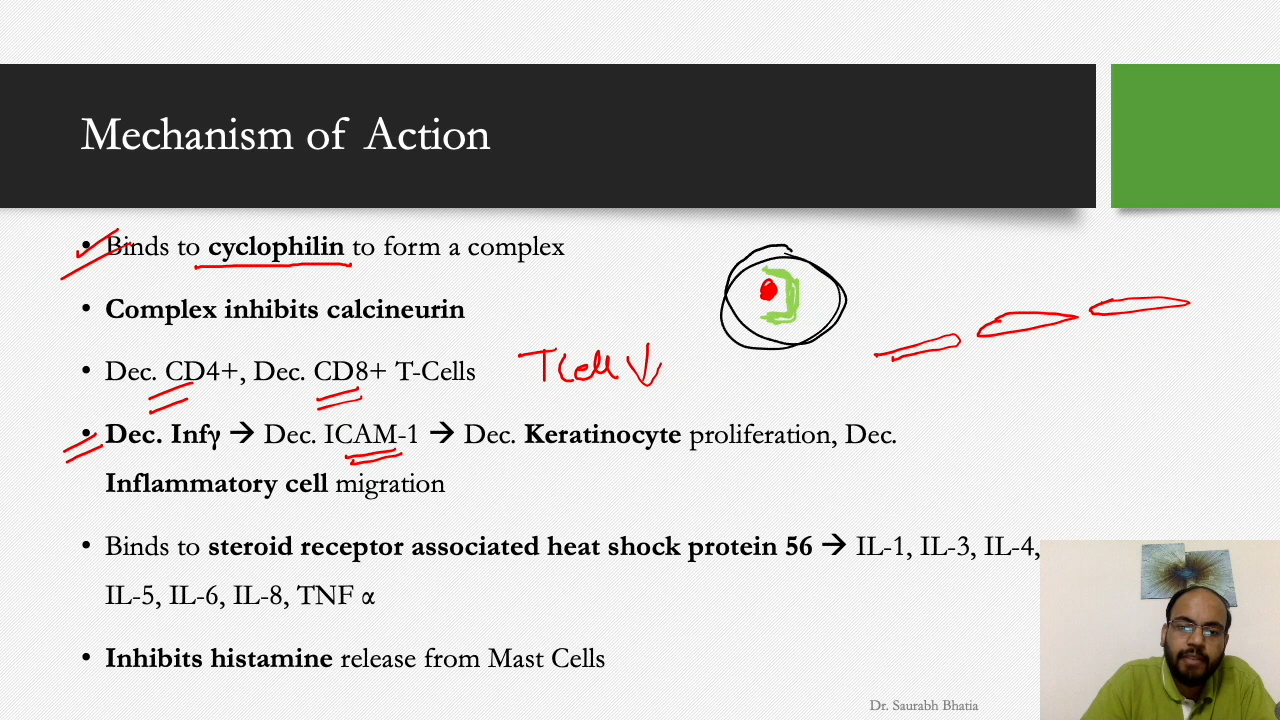 Mechanism of Action
• Binds to cyclophilin to form a complex
• Complex inhibits calcineurin
• Dec. CD4+, Dec. CD8+ T-Cells
T Cell ↓
• Dec. Infγ → Dec. ICAM-1 → Dec. Keratinocyte proliferation, Dec.
Inflammatory cell migration
• Binds to steroid receptor associated heat shock protein 56 → IL-1, IL-3, IL-4,
IL-5, IL-6, IL-8, TNF α
• Inhibits histamine release from Mast Cells
Dr. Saurabh Bhatia